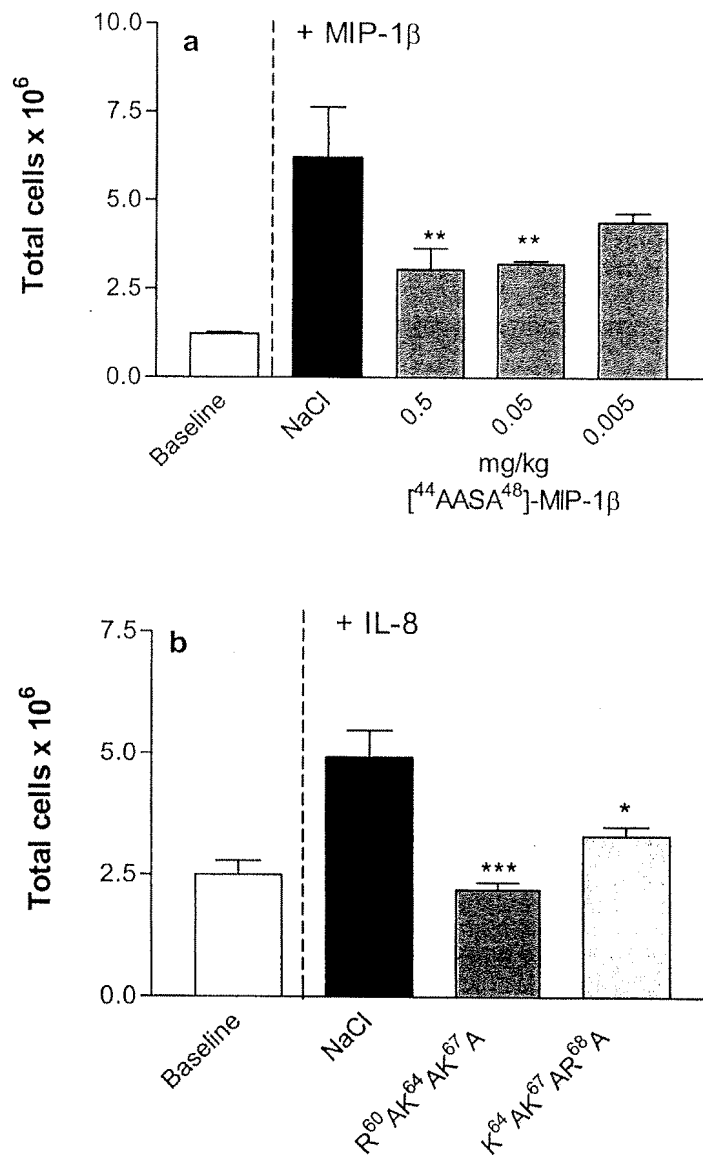 a
+ MIP-1β
Total cells x 10⁶
10.0
7.5
5.0
2.5
0.0
** **
Baseline
NaCl
0.5
0.05
0.005
mg/kg
[⁴⁴AASA⁴⁸]-MIP-1β
b
+ IL-8
Total cells x 10⁶
7.5
5.0
2.5
0.0
***
*
Baseline
NaCl
R⁶⁰AK⁶⁴AK⁶⁷A
K⁶⁴AK⁶⁷AR⁶⁸A